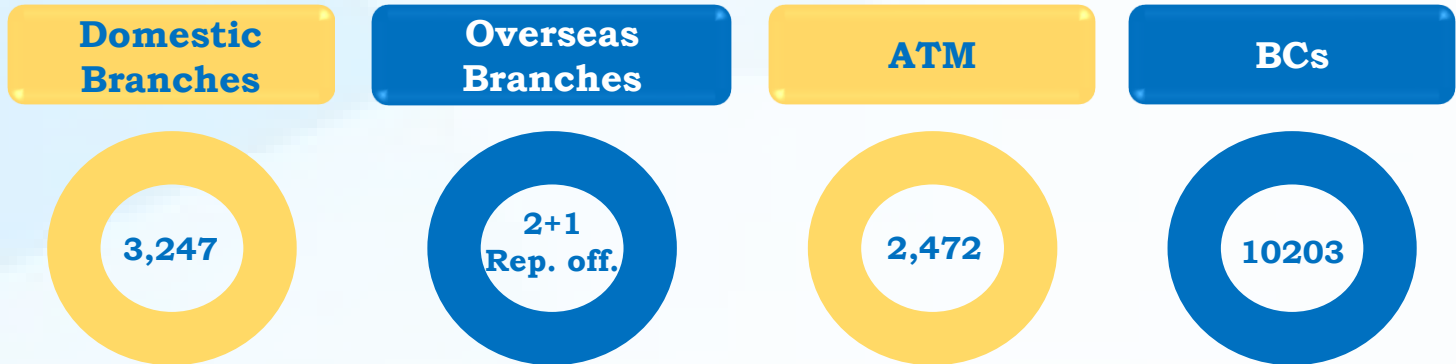 Domestic
Branches
Overseas
Branches
ATM
BCs
3,247
2+1
Rep. off.
2,472
10203